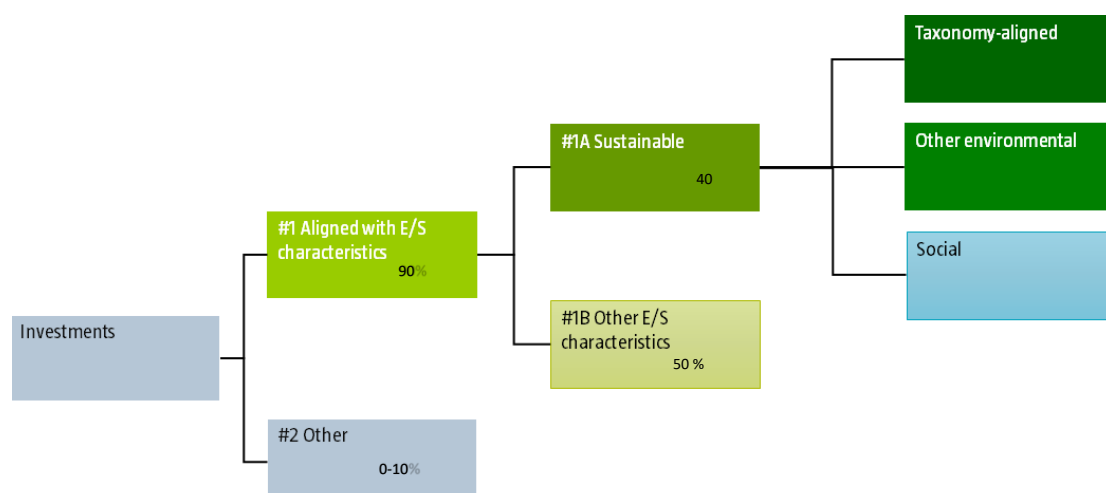 Taxonomy-aligned
#1A Sustainable
40
Other environmental
#1 Aligned with E/S
characteristics
90%
Social
Investments
#1B Other E/S
characteristics
50 %
#2 Other
0-10%